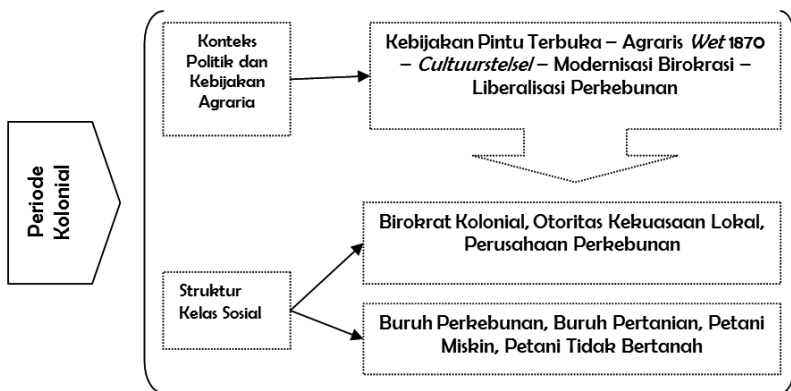 Periode
Kolonial
Konteks
Politik dan
Kebijakan
Agraria
Kebijakan Pintu Terbuka – Agraris Wet 1870
– Cultuurstelsel – Modernisasi Birokrasi –
Liberalisasi Perkebunan
Struktur
Kelas Sosial
Birokrat Kolonial, Otoritas Kekuasaan Lokal,
Perusahaan Perkebunan
Buruh Perkebunan, Buruh Pertanian, Petani
Miskin, Petani Tidak Bertanah